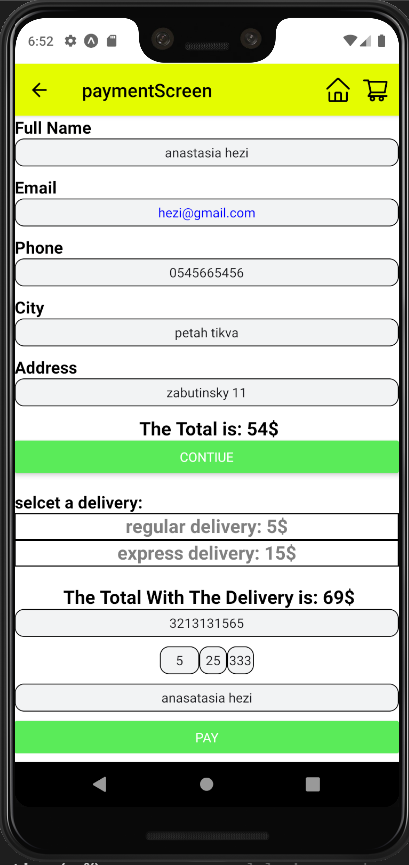 6:52
paymentScreen
Full Name
anastasia hezi
Email
hezi@gmail.com
Phone
0545665456
City
petah tikva
Address
zabutinsky 11
The Total is: 54$
CONTIUE
selcet a delivery:
regular delivery: 5$
express delivery: 15$
The Total With The Delivery is: 69$
3213131565
5 25 333
anasatasia hezi
PAY